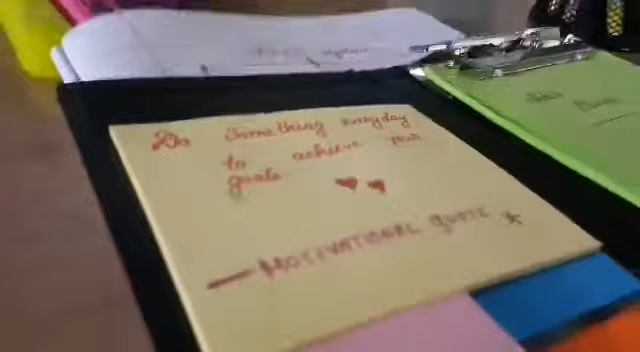 Do Something everyday
to achieve your
goals
— MOTIVATIONAL QUOTE